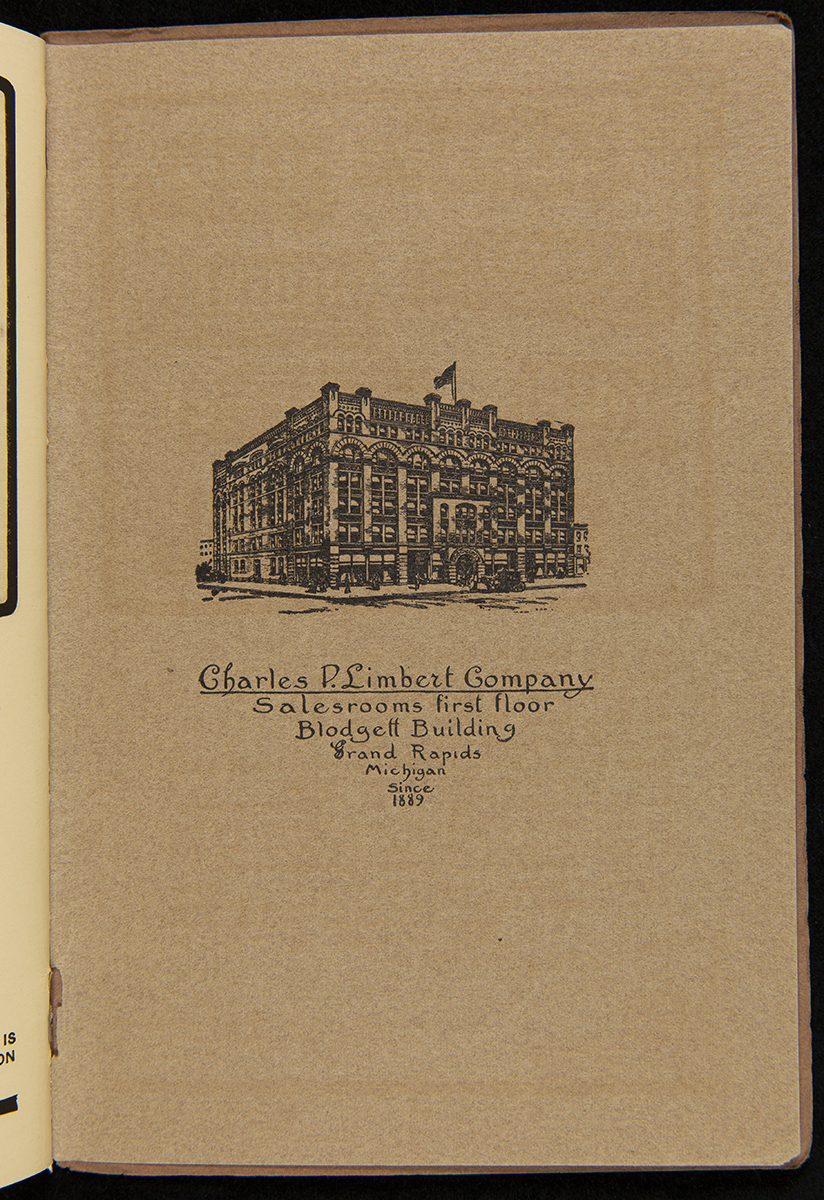 IS
ON
Charles P. Limbert Company
Salesrooms first floor
Blodgett Building
Grand Rapids
Michigan
Since
1889